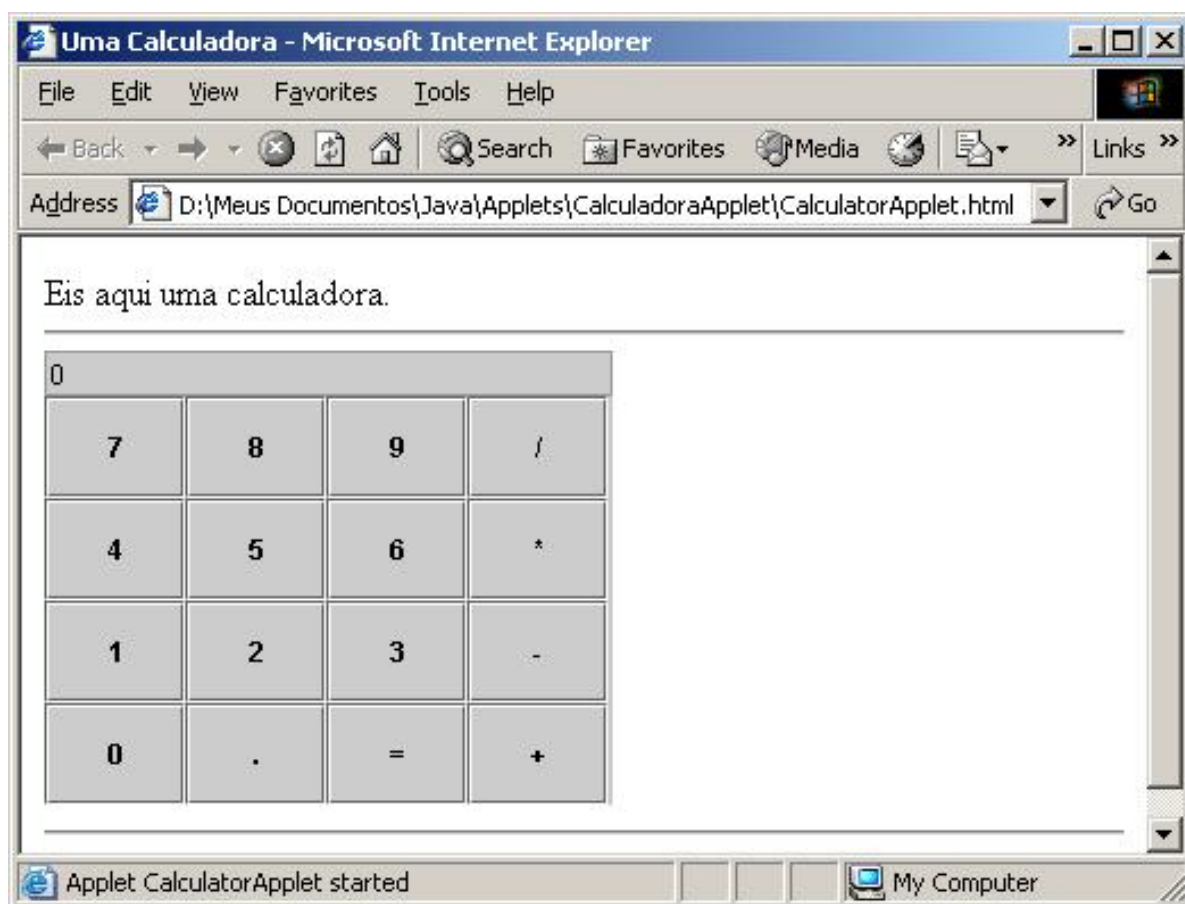 Uma Calculadora - Microsoft Internet Explorer
File Edit View Favorites Tools Help
Back Search Favorites Media » Links »
Address D:\Meus Documentos\Java\Applets\CalculadoraApplet\CalculatorApplet.html Go
Eis aqui uma calculadora.
0
7 8 9 /
4 5 6 *
1 2 3 -
0 . = +
Applet CalculatorApplet started My Computer